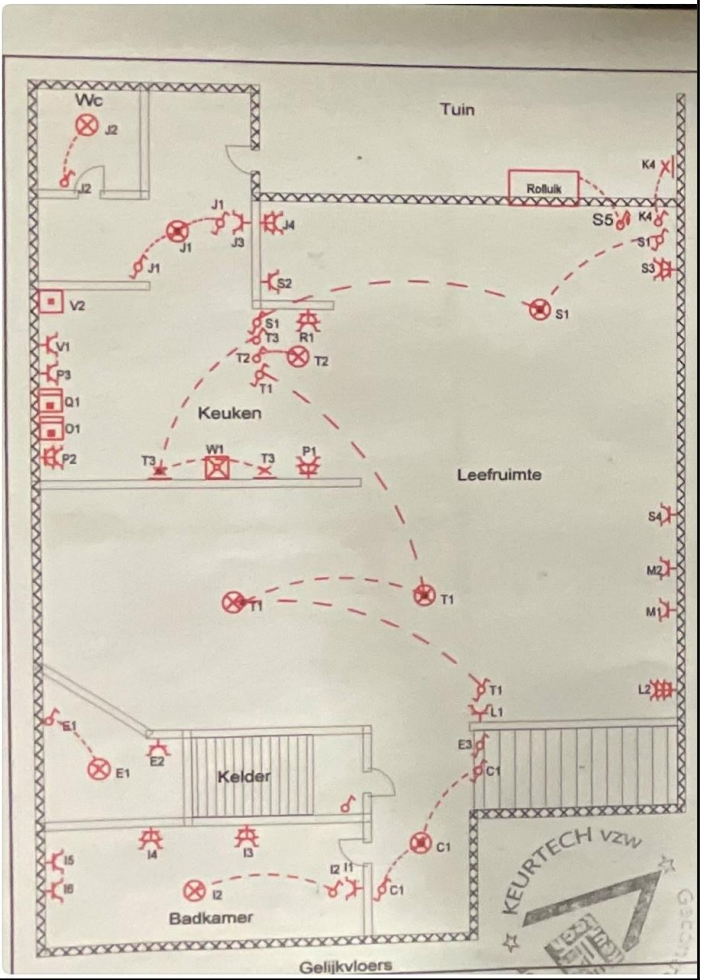 Wc
J2
Tuin
J2
K4
Rolluik
J1
J3
J4
S5
K4
J1
S1
J1
S3
S2
V2
S1
S1
T3
R1
V1
T2
T2
P3
T1
Q1
Keuken
O1
P2
T3
W1
T3
P1
Leefruimte
S4
M2
M1
T1
T1
T1
L2
L1
E1
E3
E2
E1
Kelder
C1
I4
I3
C1
I5
I2
I1
I6
I2
C1
Badkamer
KEURTECH VZW
Gelijkvloers